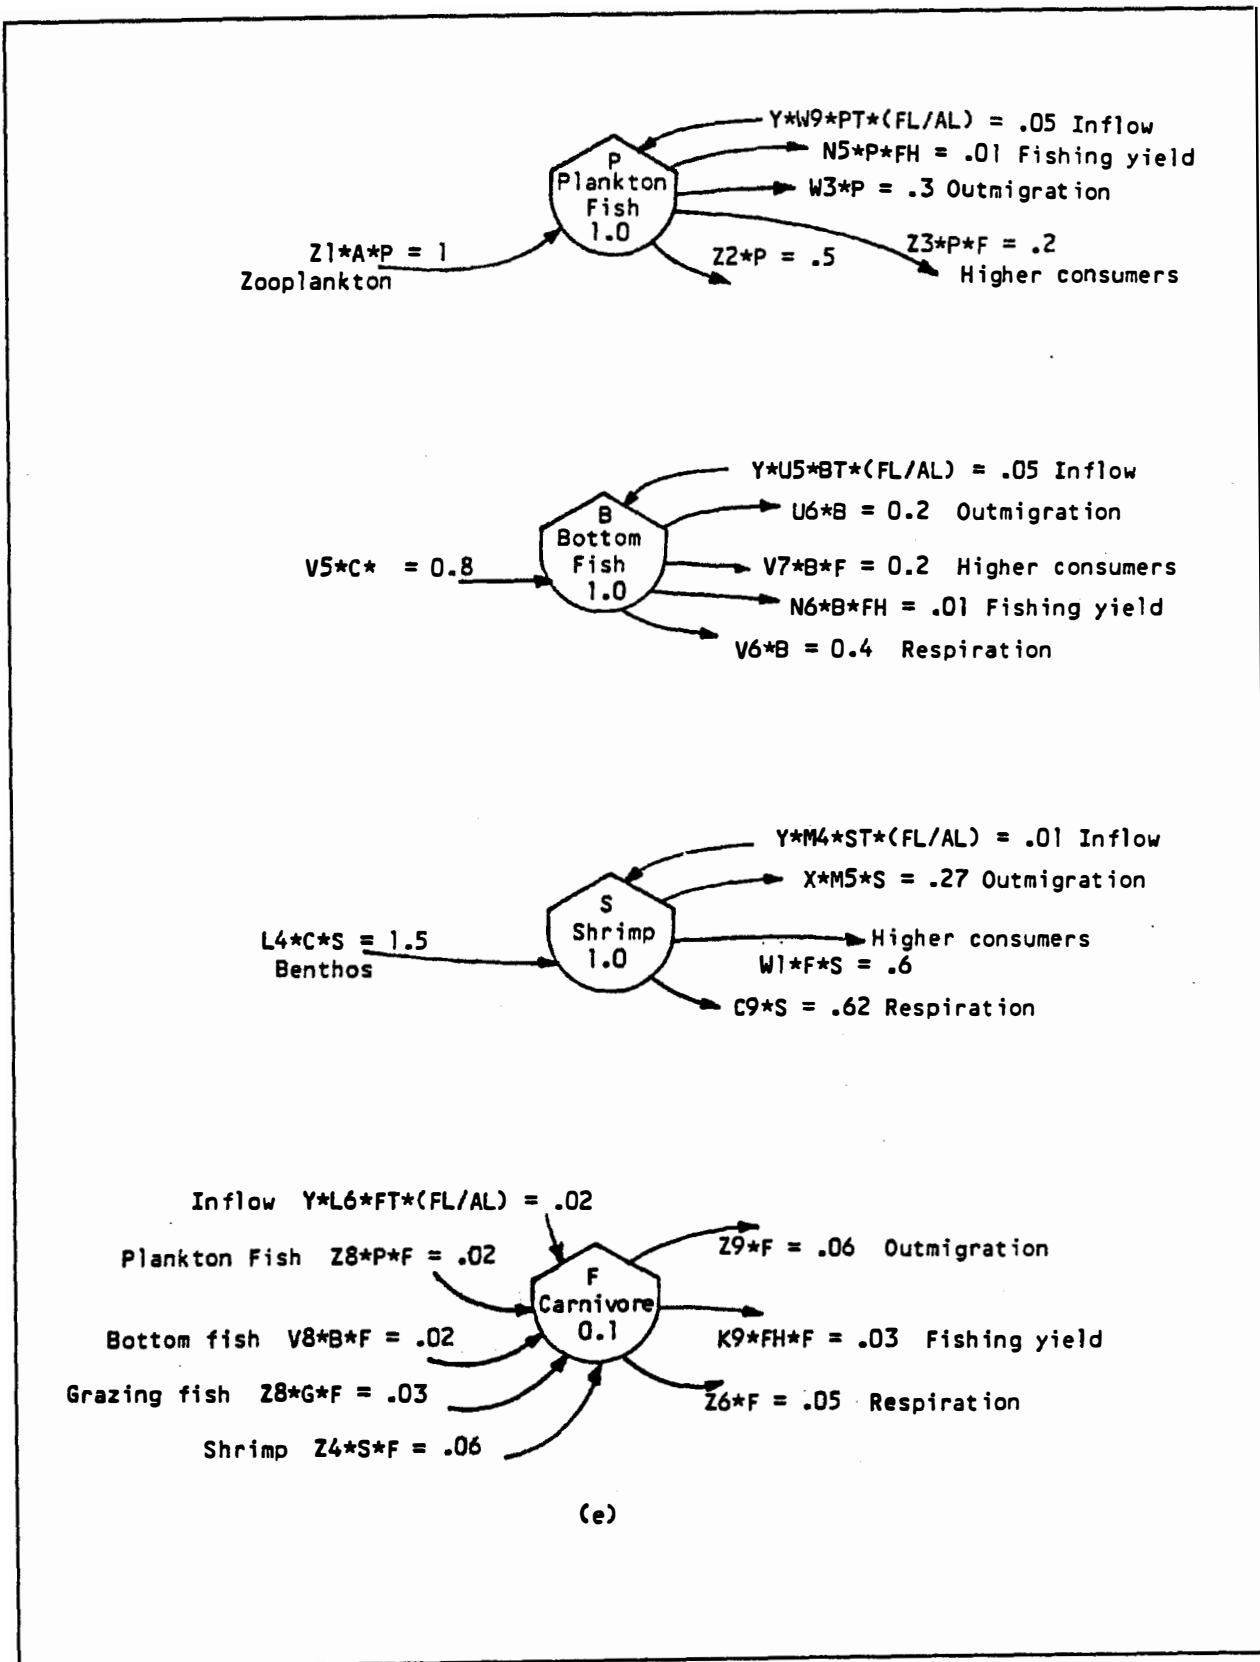 Y*W9*PT*(FL/AL) = .05 Inflow
N5*P*FH = .01 Fishing yield
W3*P = .3 Outmigration
P
Plankton
Fish
1.0
Z1*A*P = 1
Zooplankton
Z2*P = .5
Z3*P*F = .2
Higher consumers
Y*U5*BT*(FL/AL) = .05 Inflow
U6*B = 0.2 Outmigration
B
Bottom
Fish
1.0
V5*C* = 0.8
V7*B*F = 0.2 Higher consumers
N6*B*FH = .01 Fishing yield
V6*B = 0.4 Respiration
Y*M4*ST*(FL/AL) = .01 Inflow
X*M5*S = .27 Outmigration
S
Shrimp
1.0
L4*C*S = 1.5
Benthos
Higher consumers
W1*F*S = .6
C9*S = .62 Respiration
Inflow Y*L6*FT*(FL/AL) = .02
Plankton Fish Z8*P*F = .02
Bottom fish V8*B*F = .02
Grazing fish Z8*G*F = .03
Shrimp Z4*S*F = .06
F
Carnivore
0.1
Z9*F = .06 Outmigration
K9*FH*F = .03 Fishing yield
Z6*F = .05 Respiration
(e)